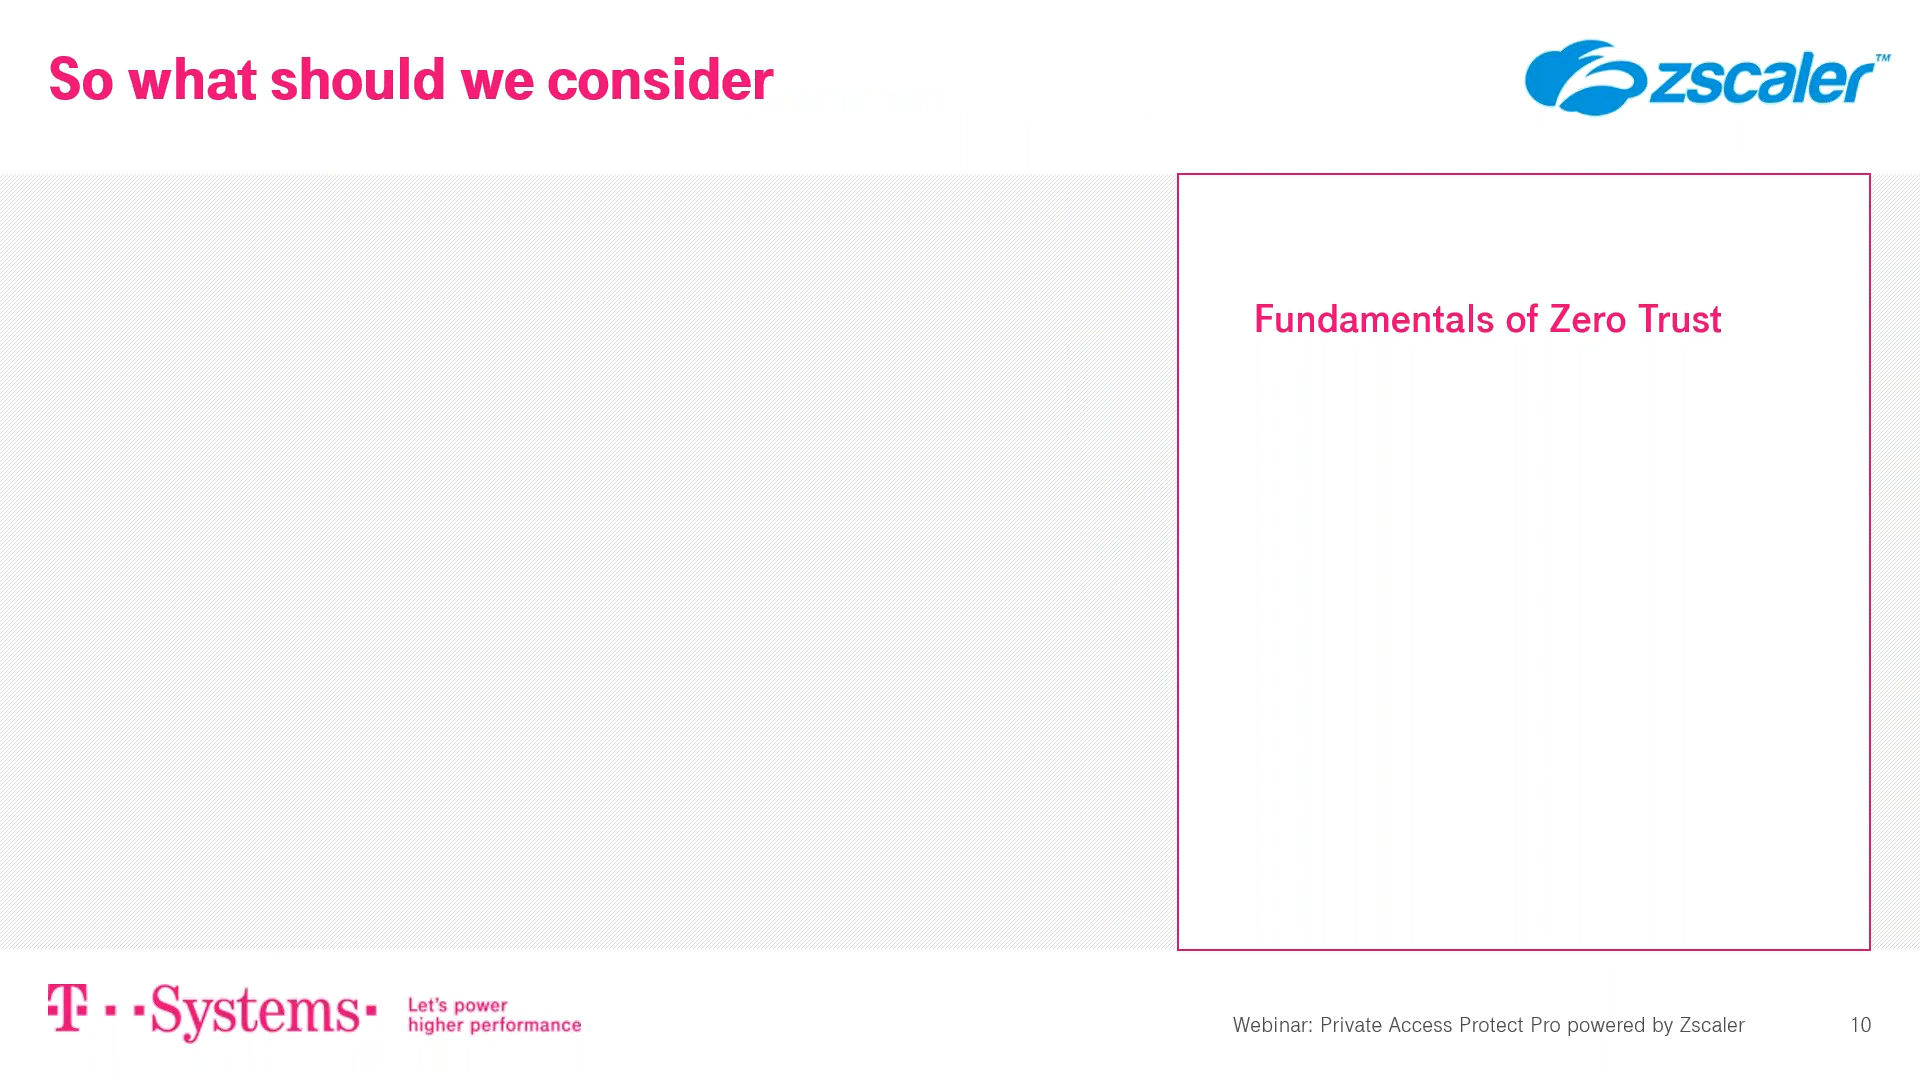 So what should we consider
zscaler™
Fundamentals of Zero Trust
T · · Systems ·
Let's power
higher performance
Webinar: Private Access Protect Pro powered by Zscaler
10